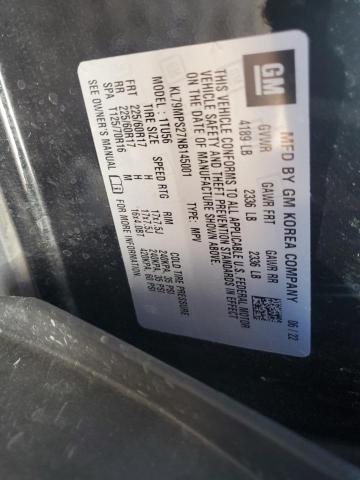 GM
MFD BY GM KOREA COMPANY
06 / 22
GVWR GAWR FRT GAWR RR
4189 LB 2336 LB 2336 LB
THIS VEHICLE CONFORMS TO ALL APPLICABLE U.S. FEDERAL MOTOR
VEHICLE SAFETY AND THEFT PREVENTION STANDARDS IN EFFECT
ON THE DATE OF MANUFACTURE SHOWN ABOVE.
KL79MPS27NB145001 TYPE: MPV
1TU56
TIRE SIZE SPEED RTG RIM COLD TIRE PRESSURE
FRT 225/60R17 H 17x7.5J 240KPA, 35 PSI
RR 225/60R17 H 17x7.5J 240KPA, 35 PSI
SPA T125/70R16 M 16x4.0BT 420KPA, 60 PSI
SEE OWNER'S MANUAL FOR MORE INFORMATION.